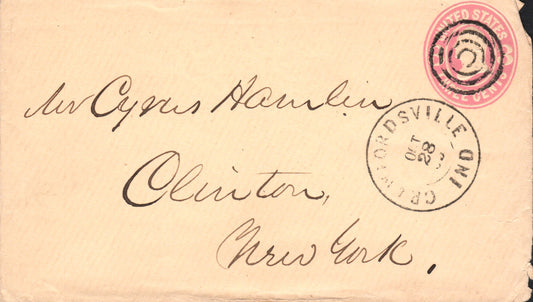 UNITED STATES
THREE CENTS
Mr Cyrus Hamlin
CRAWFORDSVILLE IND
OCT
28
Clinton,
New York.